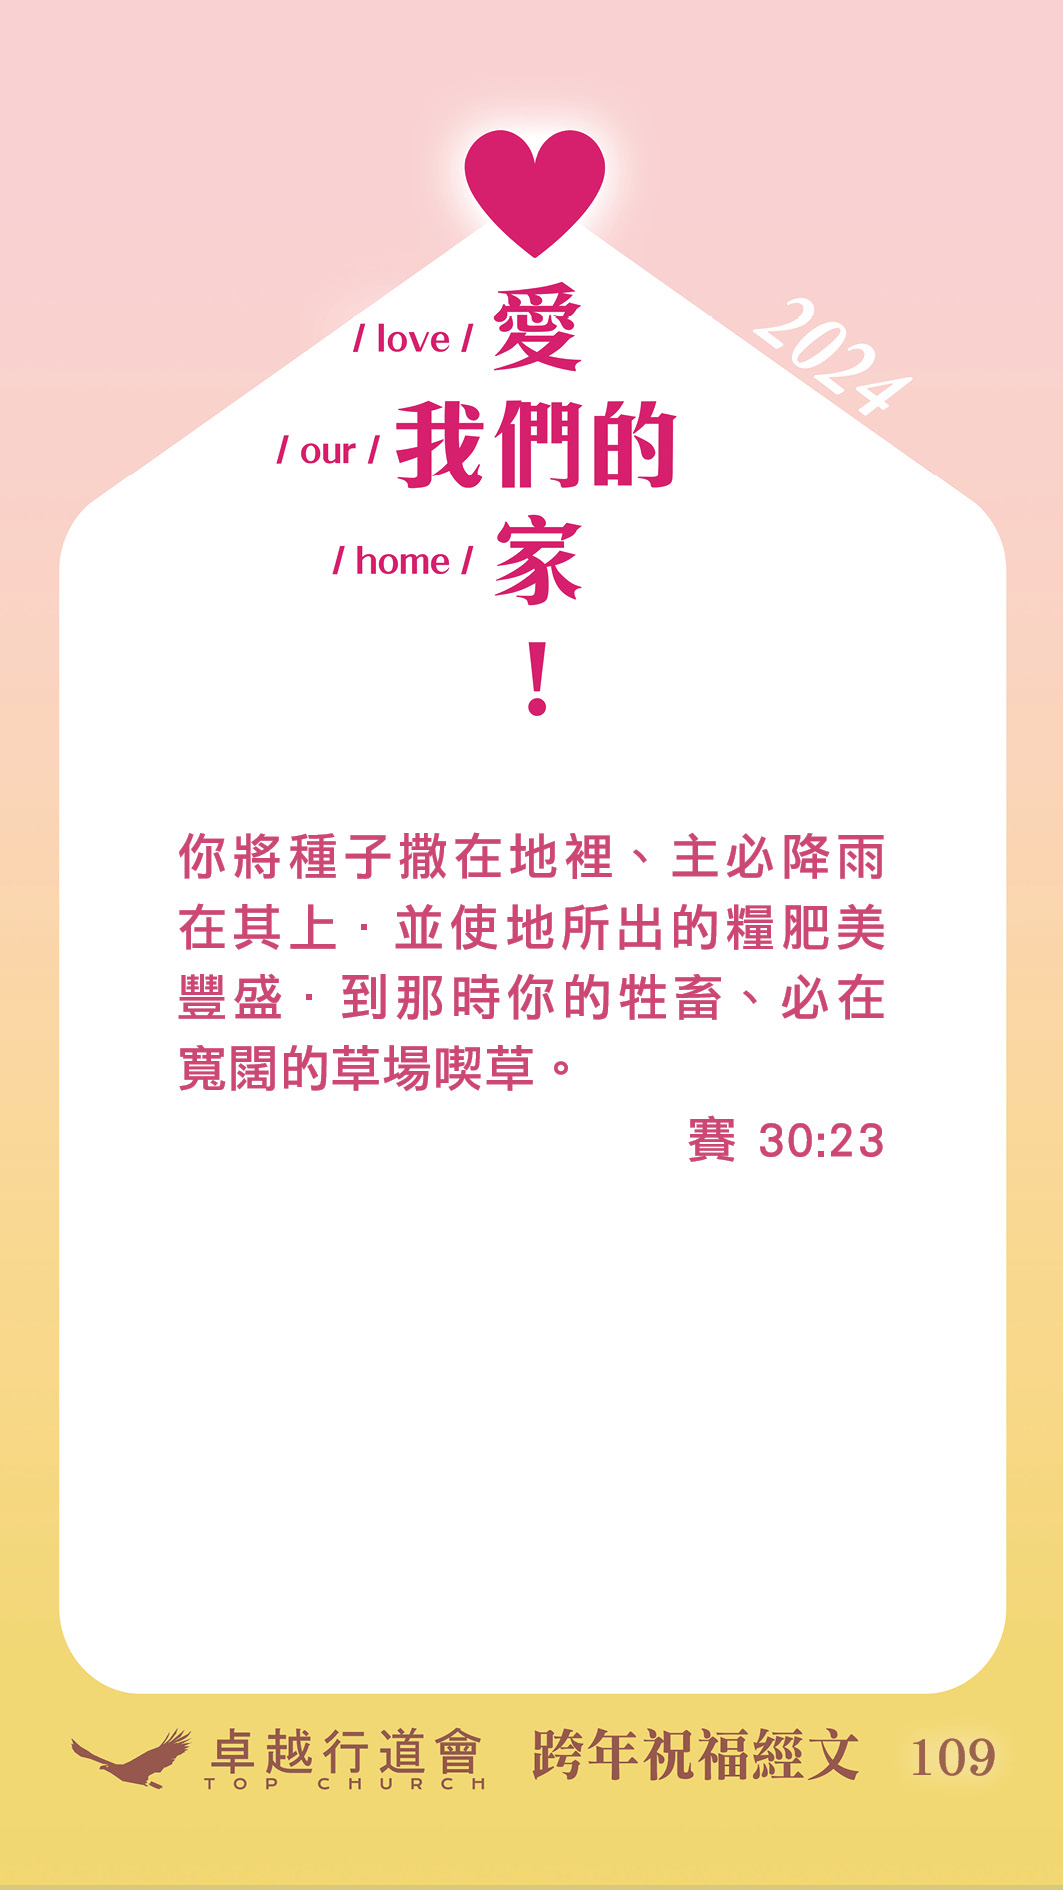 2024
/ love / 愛
/ our / 我們的
/ home / 家
!
你將種子撒在地裡、主必降雨
在其上．並使地所出的糧肥美
豐盛．到那時你的牲畜、必在
寬闊的草場喫草。
賽 30:23
卓越行道會 跨年祝福經文 109
TOP CHURCH